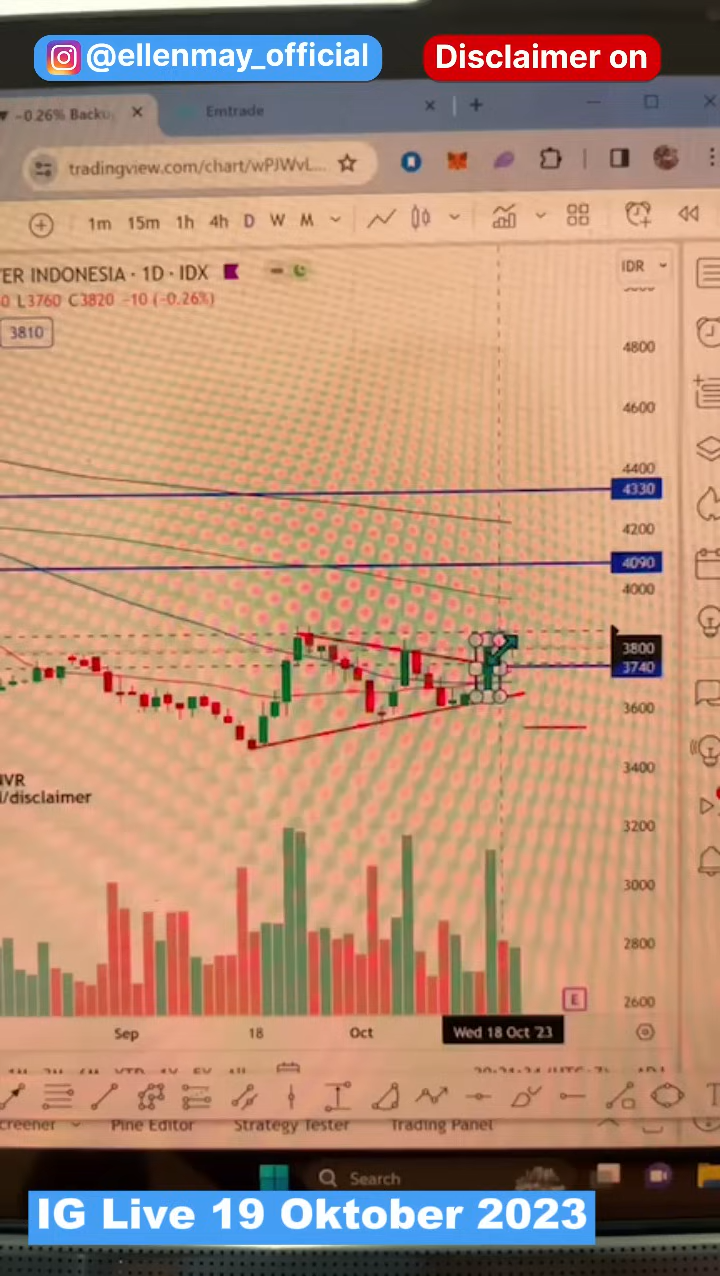 @ellenmay_official
Disclaimer on
-0.26% Backu
Emtrade
tradingview.com/chart/wPJWvL...
1m 15m 1h 4h D W M
ER INDONESIA · 1D · IDX
IDR
0 L3760 C3820 -10 (-0.26%)
3810
4800
4600
4400
4330
4200
4090
4000
3800
3740
3600
3400
NVR
/disclaimer
3200
3000
2800
2600
E
Sep 18 Oct Wed 18 Oct '23
creener Pine Editor Strategy Tester Trading Panel
Search
IG Live 19 Oktober 2023